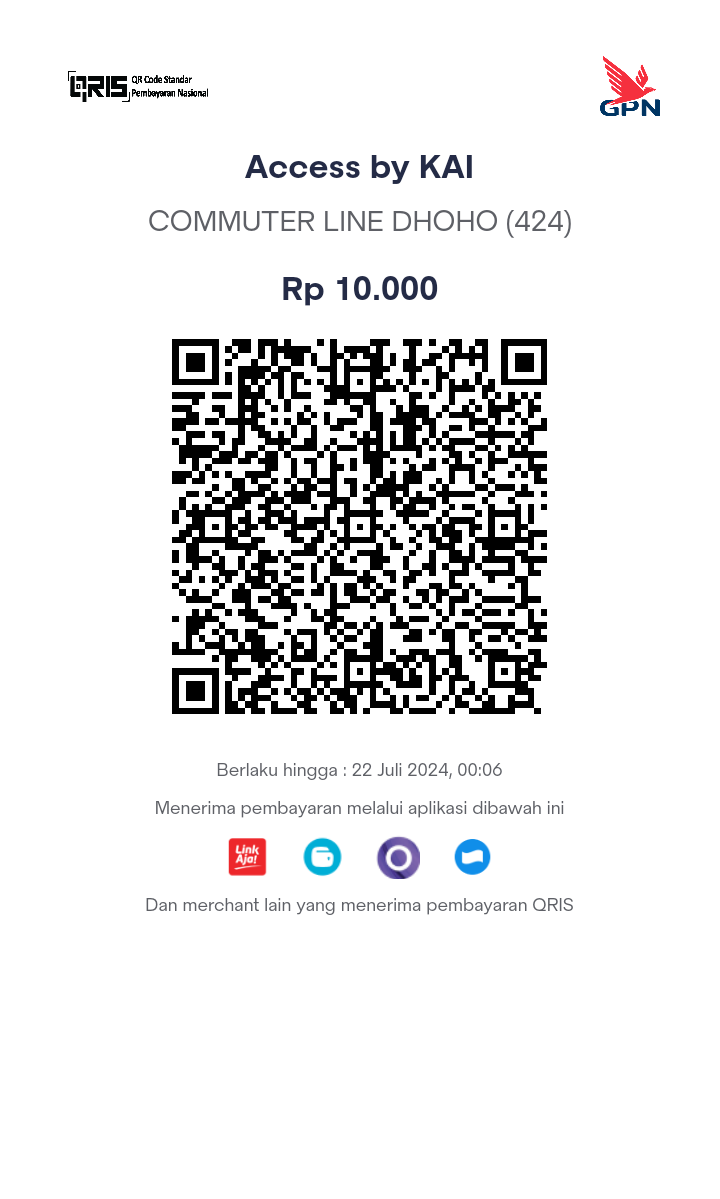 QRIS QR Code Standar
Pembayaran Nasional
GPN
Access by KAI
COMMUTER LINE DHOHO (424)
Rp 10.000
Berlaku hingga : 22 Juli 2024, 00:06
Menerima pembayaran melalui aplikasi dibawah ini
Link
Aja!
Dan merchant lain yang menerima pembayaran QRIS